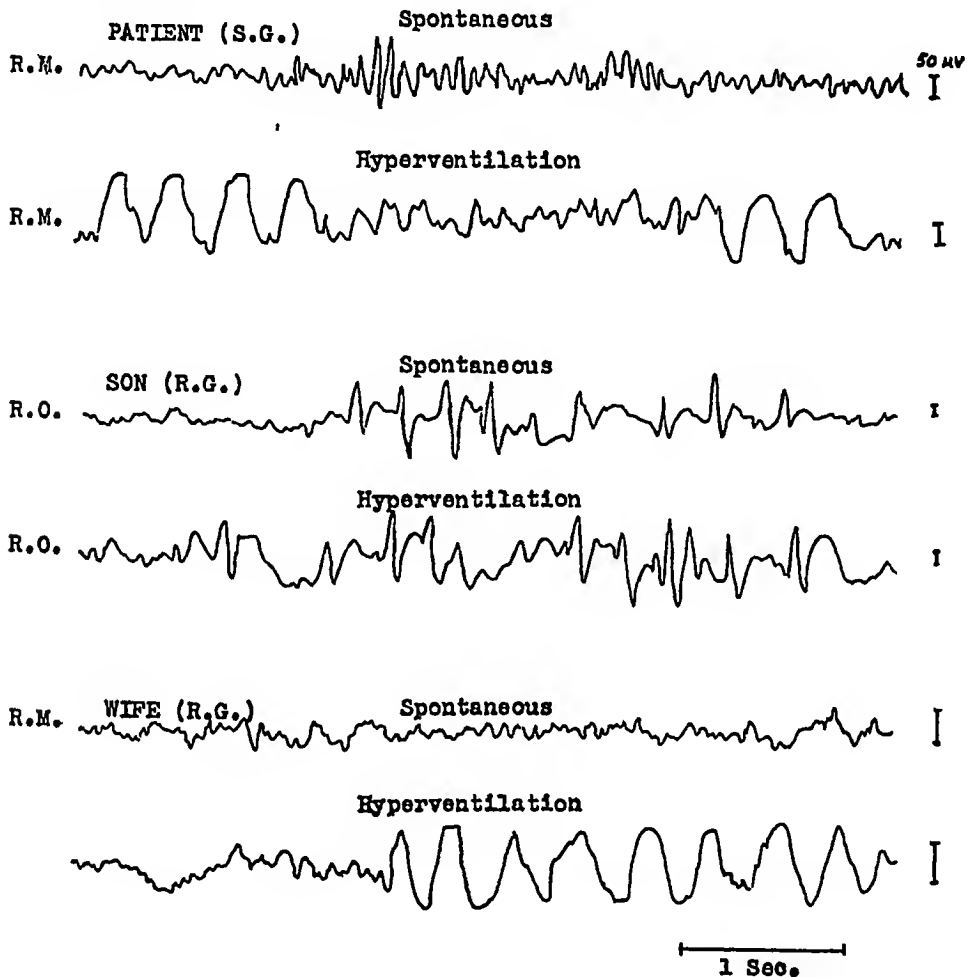 Spontaneous
PATIENT (S.G.)
R.M.
50 μV
Hyperventilation
R.M.
Spontaneous
SON (R.G.)
R.O.
Hyperventilation
R.O.
R.M. WIFE (R.G.) Spontaneous
Hyperventilation
1 Sec.